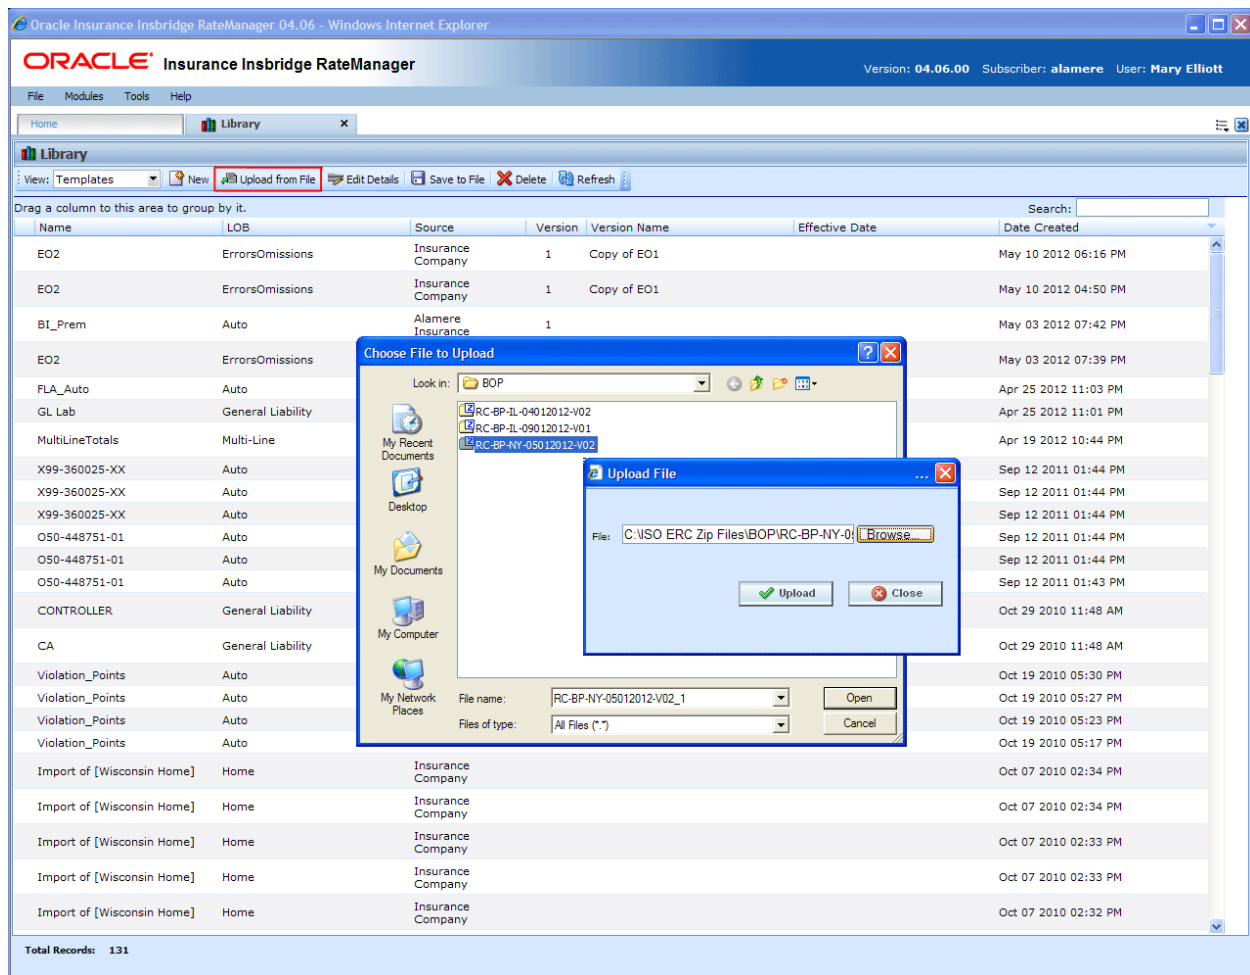 Oracle Insurance Insbridge RateManager 04.06 - Windows Internet Explorer
ORACLE Insurance Insbridge RateManager
Version: 04.06.00 Subscriber: alamere User: Mary Elliott
File Modules Tools Help
Home Library x
Library
View: Templates New Upload from File Edit Details Save to File Delete Refresh
Drag a column to this area to group by it. Search:
Name LOB Source Version Version Name Effective Date Date Created
EO2 ErrorsOmissions Insurance Company 1 Copy of EO1 May 10 2012 06:16 PM
EO2 ErrorsOmissions Insurance Company 1 Copy of EO1 May 10 2012 04:50 PM
BI_Prem Auto Alamere Insurance 1 May 03 2012 07:42 PM
EO2 ErrorsOmissions May 03 2012 07:39 PM
FLA_Auto Auto Apr 25 2012 11:03 PM
GL Lab General Liability Apr 25 2012 11:01 PM
MultiLineTotals Multi-Line Apr 19 2012 10:44 PM
X99-360025-XX Auto Sep 12 2011 01:44 PM
X99-360025-XX Auto Sep 12 2011 01:44 PM
X99-360025-XX Auto Sep 12 2011 01:44 PM
O50-448751-01 Auto Sep 12 2011 01:44 PM
O50-448751-01 Auto Sep 12 2011 01:44 PM
O50-448751-01 Auto Sep 12 2011 01:43 PM
CONTROLLER General Liability Oct 29 2010 11:48 AM
CA General Liability Oct 29 2010 11:48 AM
Violation_Points Auto Oct 19 2010 05:30 PM
Violation_Points Auto Oct 19 2010 05:27 PM
Violation_Points Auto Oct 19 2010 05:23 PM
Violation_Points Auto Oct 19 2010 05:17 PM
Import of [Wisconsin Home] Home Insurance Company Oct 07 2010 02:34 PM
Import of [Wisconsin Home] Home Insurance Company Oct 07 2010 02:34 PM
Import of [Wisconsin Home] Home Insurance Company Oct 07 2010 02:33 PM
Import of [Wisconsin Home] Home Insurance Company Oct 07 2010 02:33 PM
Import of [Wisconsin Home] Home Insurance Company Oct 07 2010 02:32 PM
Total Records: 131
Choose File to Upload
Look in: BOP
My Recent Documents
Desktop
My Documents
My Computer
My Network Places
RC-BP-IL-04012012-V02
RC-BP-IL-09012012-V01
RC-BP-NY-05012012-V02
File name: RC-BP-NY-05012012-V02_1 Open
Files of type: All Files (*.*) Cancel
Upload File ...
File: C:\ISO ERC Zip Files\BOP\RC-BP-NY-05 Browse...
Upload Close